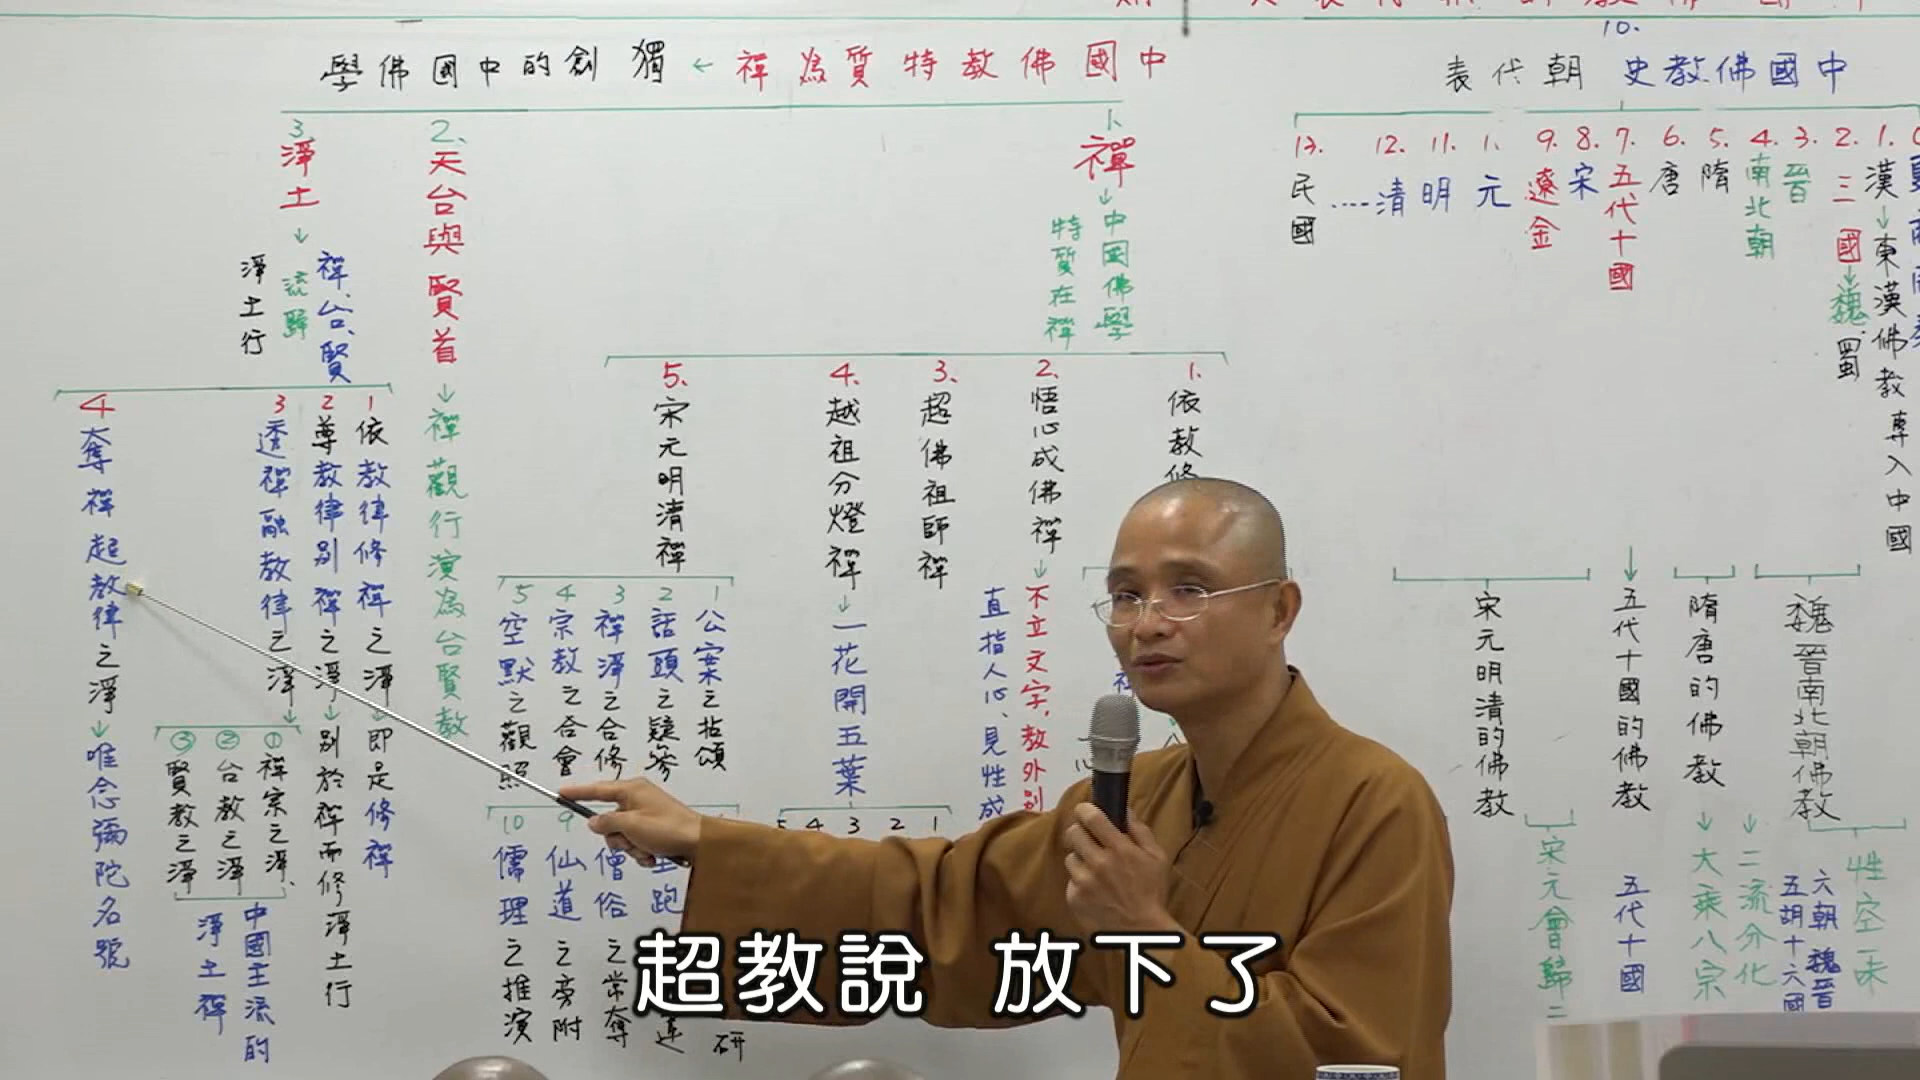 10.
中國佛教史 朝代表
1. 漢→東漢佛教專入中國
2. 三國→魏.蜀
3. 晉
4. 南北朝
5. 隋
6. 唐
7. 五代十國
8. 宋
9. 遼金
1. 元
11. 明
12. 清
.....
13. 民國
魏晉南北朝佛教
性空一味
六朝 魏晉
五胡十六國
隋唐的佛教
二流分化
大乘八宗
五代十國的佛教
五代十國
宋元明清的佛教
宋元會歸二
中國佛教特質為禪←獨創的中國佛學
1. 禪
中國佛學
特質在禪
1. 依教修
2. 悟心成佛禪
不立文字,教外別
直指人心、見性成
3. 超佛祖師禪
4. 越祖分燈禪
一花開五葉
1
2
3
4
5
5. 宋元明清禪
1 公案之拈頌
2 話頭之疑參
3 禪淨之合修
4 宗教之合會
5 空默之觀照
僧俗之常奪
9 仙道之旁附
10 儒理之推演
研
2. 天台與賢首
禪觀行演為台賢教
3. 淨土
禪、台、賢
流歸
淨土行
1 依教律修禪之淨
即是修禪
2 尊教律別禪之淨
別於禪而修淨土行
3 透禪融教律之淨
① 禪宗之淨、
② 台教之淨
③ 賢教之淨
中國主流的
淨土禪
4 奪禪超教律之淨
唯念彌陀名號
超教說 放下了